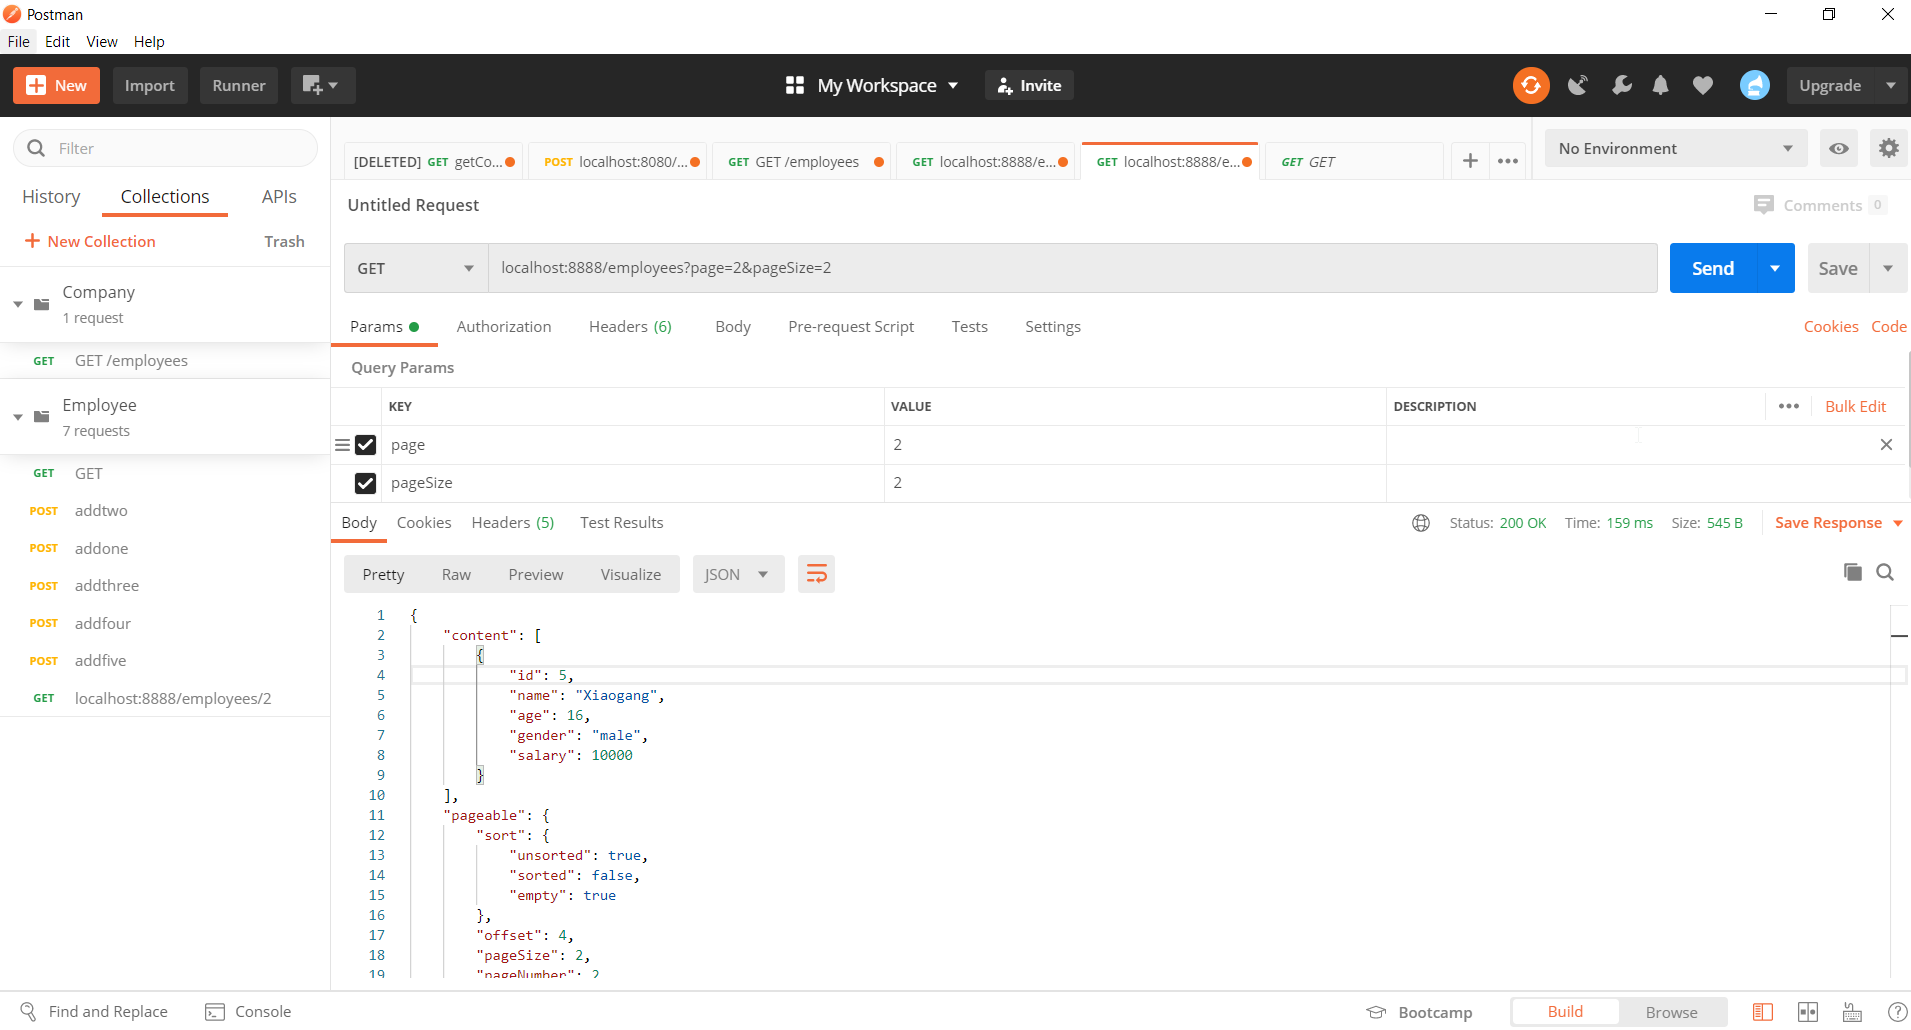 Postman
File Edit View Help
New Import Runner My Workspace Invite Upgrade
Filter
History Collections APIs
New Collection Trash
Company
1 request
GET GET /employees
Employee
7 requests
GET GET
POST addtwo
POST addone
POST addthree
POST addfour
POST addfive
GET localhost:8888/employees/2
[DELETED] GET getCo... POST localhost:8080/... GET GET /employees GET localhost:8888/e... GET localhost:8888/e... GET GET No Environment
Untitled Request Comments 0
GET localhost:8888/employees?page=2&pageSize=2 Send Save
Params Authorization Headers (6) Body Pre-request Script Tests Settings Cookies Code
Query Params
KEY VALUE DESCRIPTION Bulk Edit
page 2
pageSize 2
Body Cookies Headers (5) Test Results Status: 200 OK Time: 159 ms Size: 545 B Save Response
Pretty Raw Preview Visualize JSON
1 {
2 "content": [
3 {
4 "id": 5,
5 "name": "Xiaogang",
6 "age": 16,
7 "gender": "male",
8 "salary": 10000
9 }
10 ],
11 "pageable": {
12 "sort": {
13 "unsorted": true,
14 "sorted": false,
15 "empty": true
16 },
17 "offset": 4,
18 "pageSize": 2,
19 "pageNumber": 2
Find and Replace Console Bootcamp Build Browse